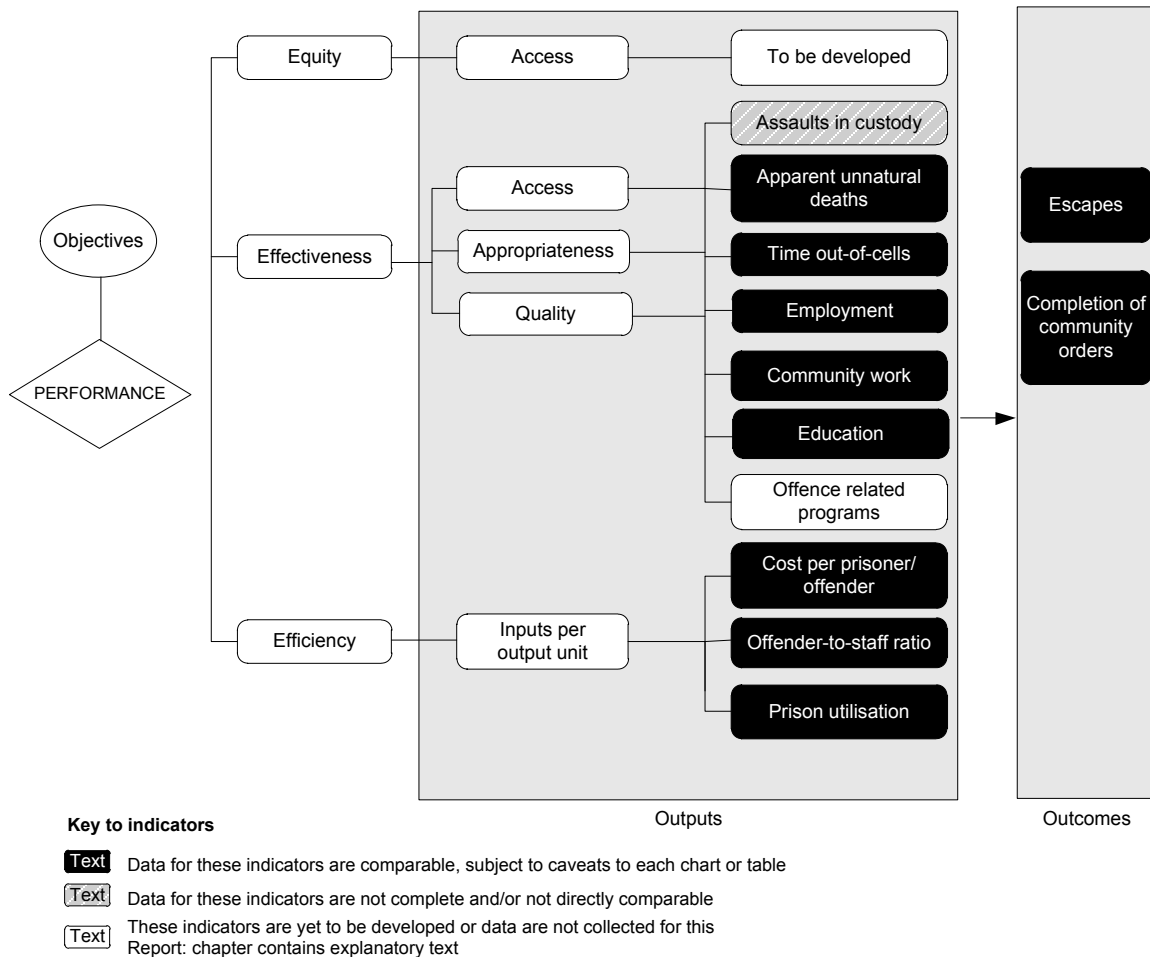 Equity
Access
To be developed
Assaults in custody
Access
Apparent unnatural
deaths
Escapes
Objectives
Effectiveness
Appropriateness
Time out-of-cells
Quality
Employment
Completion of
community
orders
PERFORMANCE
Community work
Education
Offence related
programs
Cost per prisoner/
offender
Efficiency
Inputs per
output unit
Offender-to-staff ratio
Prison utilisation
Outputs
Outcomes
Key to indicators
Text Data for these indicators are comparable, subject to caveats to each chart or table
Text Data for these indicators are not complete and/or not directly comparable
Text These indicators are yet to be developed or data are not collected for this
Report: chapter contains explanatory text